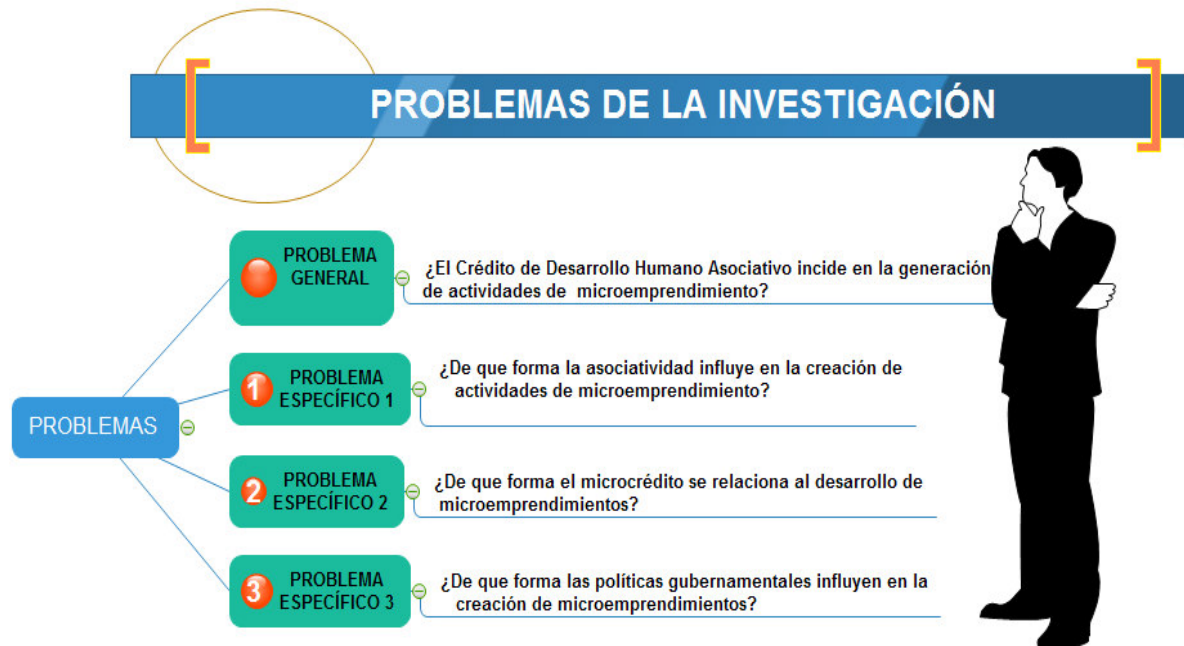 PROBLEMAS DE LA INVESTIGACIÓN
PROBLEMAS
PROBLEMA
GENERAL
¿El Crédito de Desarrollo Humano Asociativo incide en la generación
de actividades de microemprendimiento?
1
PROBLEMA
ESPECÍFICO 1
¿De que forma la asociatividad influye en la creación de
actividades de microemprendimiento?
2
PROBLEMA
ESPECÍFICO 2
¿De que forma el microcrédito se relaciona al desarrollo de
microemprendimientos?
3
PROBLEMA
ESPECÍFICO 3
¿De que forma las políticas gubernamentales influyen en la
creación de microemprendimientos?